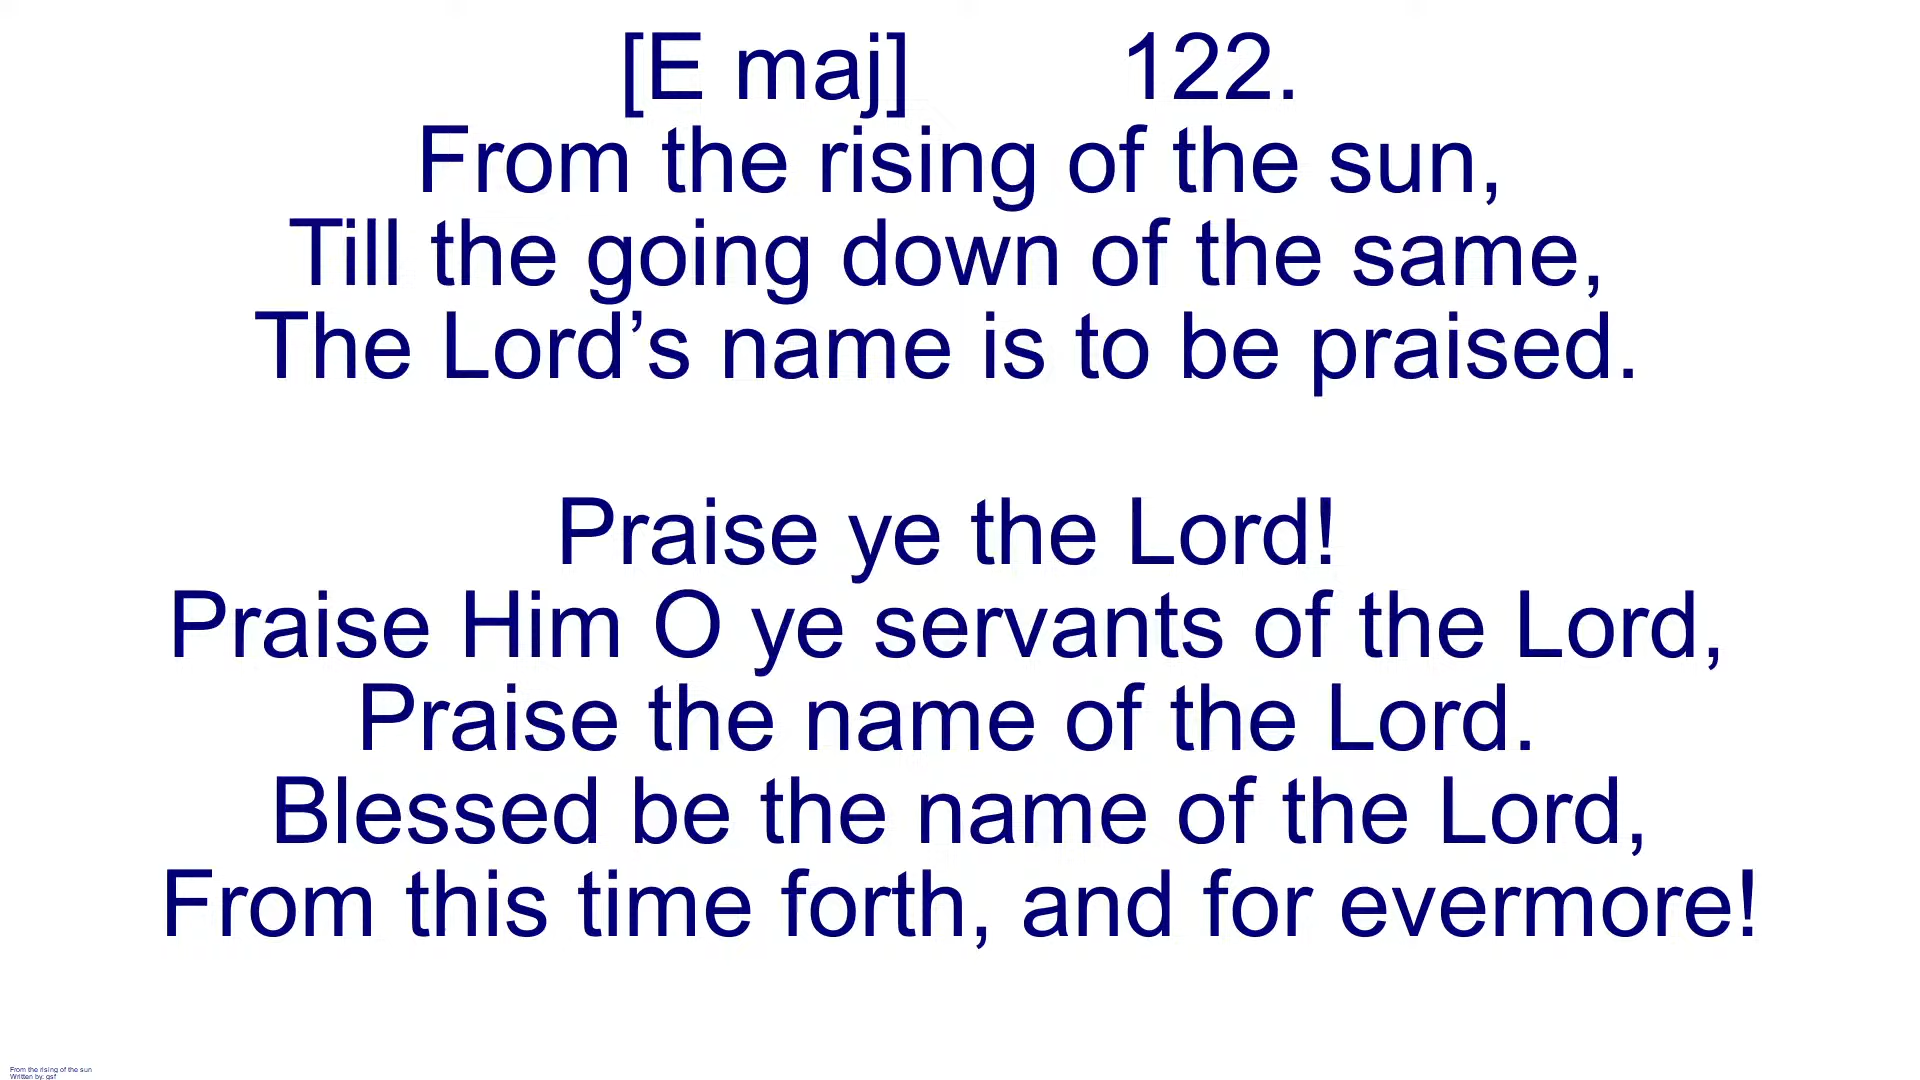 [E maj] 122.
From the rising of the sun,
Till the going down of the same,
The Lord’s name is to be praised.
Praise ye the Lord!
Praise Him O ye servants of the Lord,
Praise the name of the Lord.
Blessed be the name of the Lord,
From this time forth, and for evermore!
From the rising of the sun
Written by: gsf